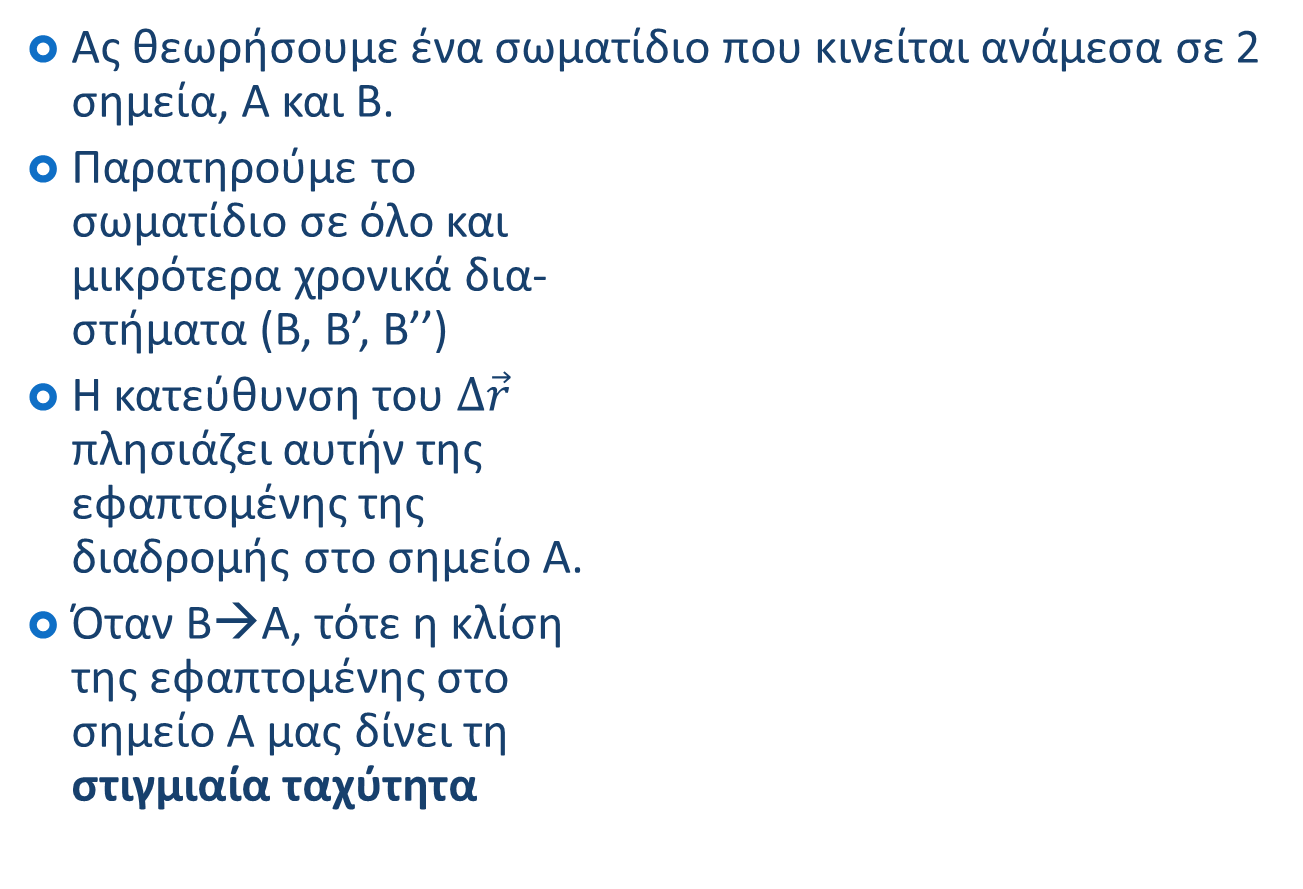 Ας θεωρήσουμε ένα σωματίδιο που κινείται ανάμεσα σε 2
σημεία, Α και Β.
Παρατηρούμε το
σωματίδιο σε όλο και
μικρότερα χρονικά δια-
στήματα (Β, Β’, Β’’)
Η κατεύθυνση του Δr⃗
πλησιάζει αυτήν της
εφαπτομένης της
διαδρομής στο σημείο Α.
Όταν Β→Α, τότε η κλίση
της εφαπτομένης στο
σημείο Α μας δίνει τη
στιγμιαία ταχύτητα